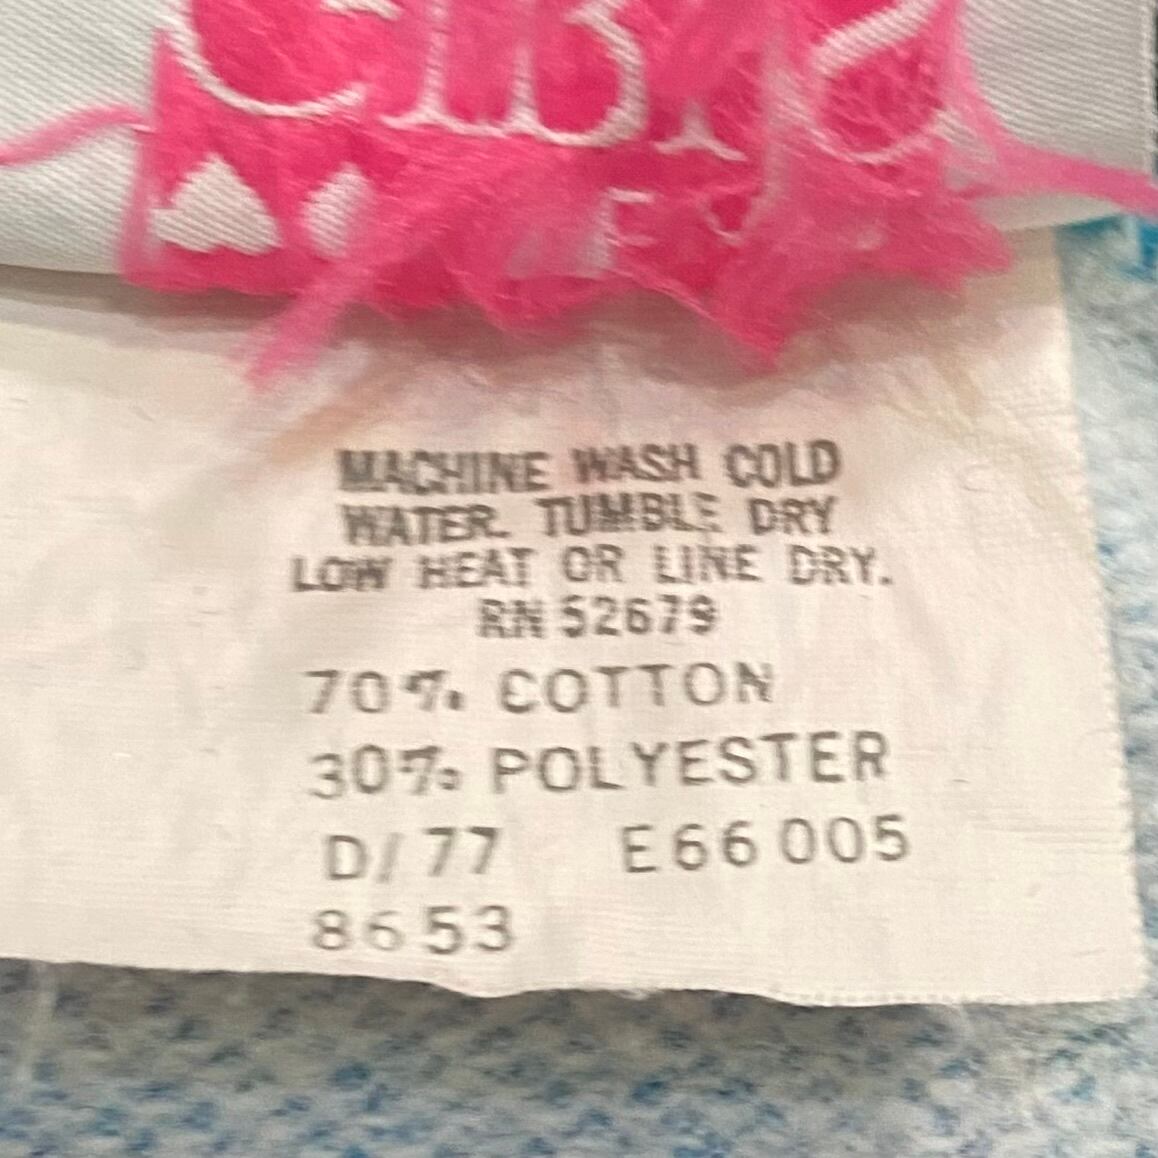 MACHINE WASH COLD
WATER. TUMBLE DRY
LOW HEAT OR LINE DRY.
RN 52679
70% COTTON
30% POLYESTER
D/77 E66005
8653